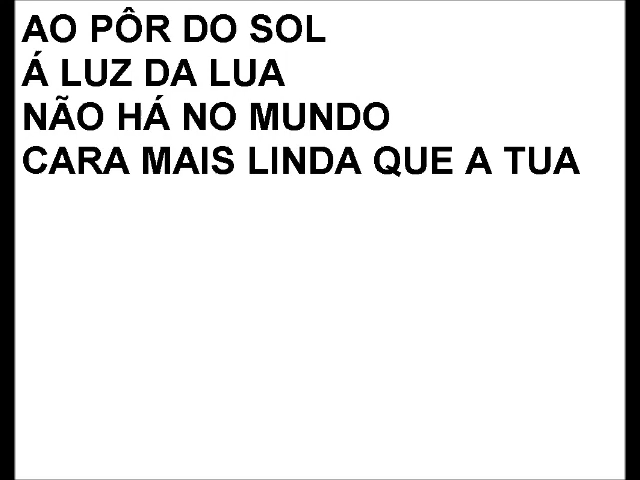 AO PÔR DO SOL
Á LUZ DA LUA
NÃO HÁ NO MUNDO
CARA MAIS LINDA QUE A TUA